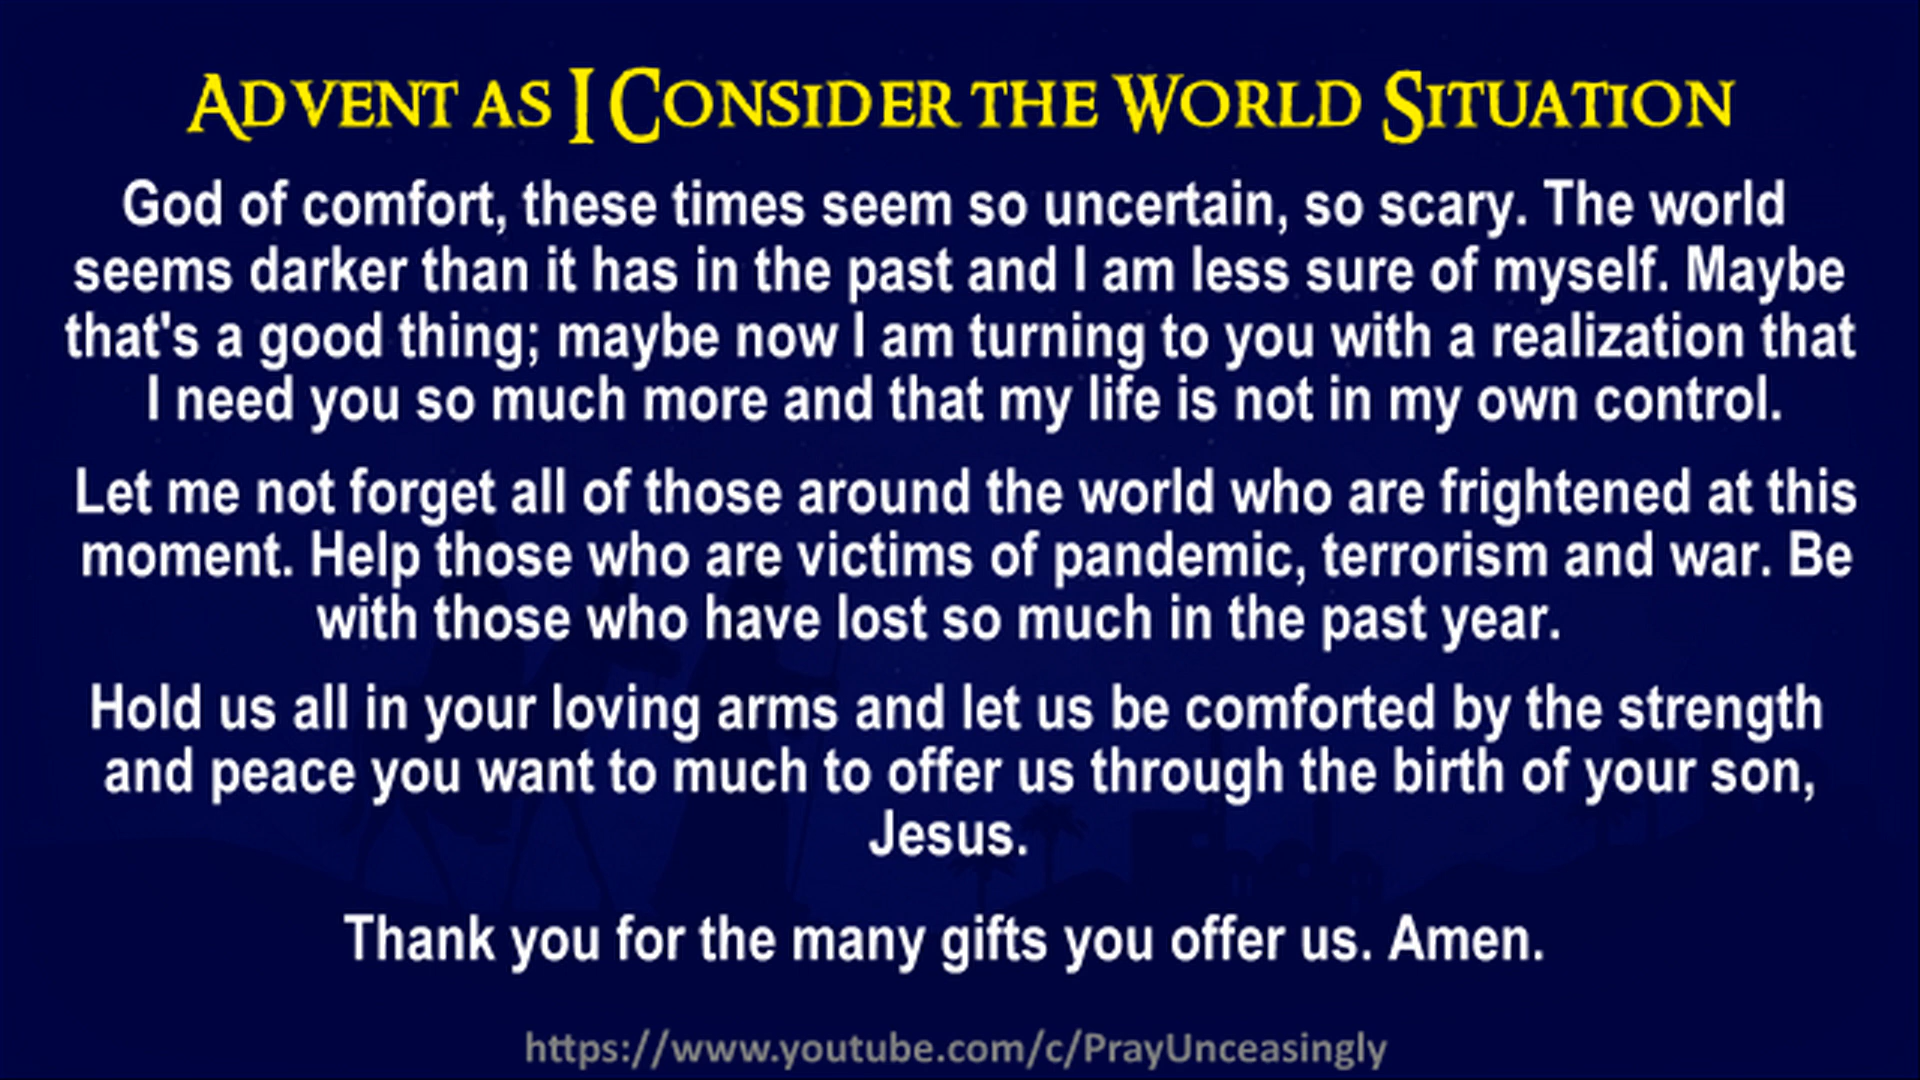 Advent as I Consider the World Situation
God of comfort, these times seem so uncertain, so scary. The world
seems darker than it has in the past and I am less sure of myself. Maybe
that's a good thing; maybe now I am turning to you with a realization that
I need you so much more and that my life is not in my own control.
Let me not forget all of those around the world who are frightened at this
moment. Help those who are victims of pandemic, terrorism and war. Be
with those who have lost so much in the past year.
Hold us all in your loving arms and let us be comforted by the strength
and peace you want to much to offer us through the birth of your son,
Jesus.
Thank you for the many gifts you offer us. Amen.
https://www.youtube.com/c/PrayUnceasingly